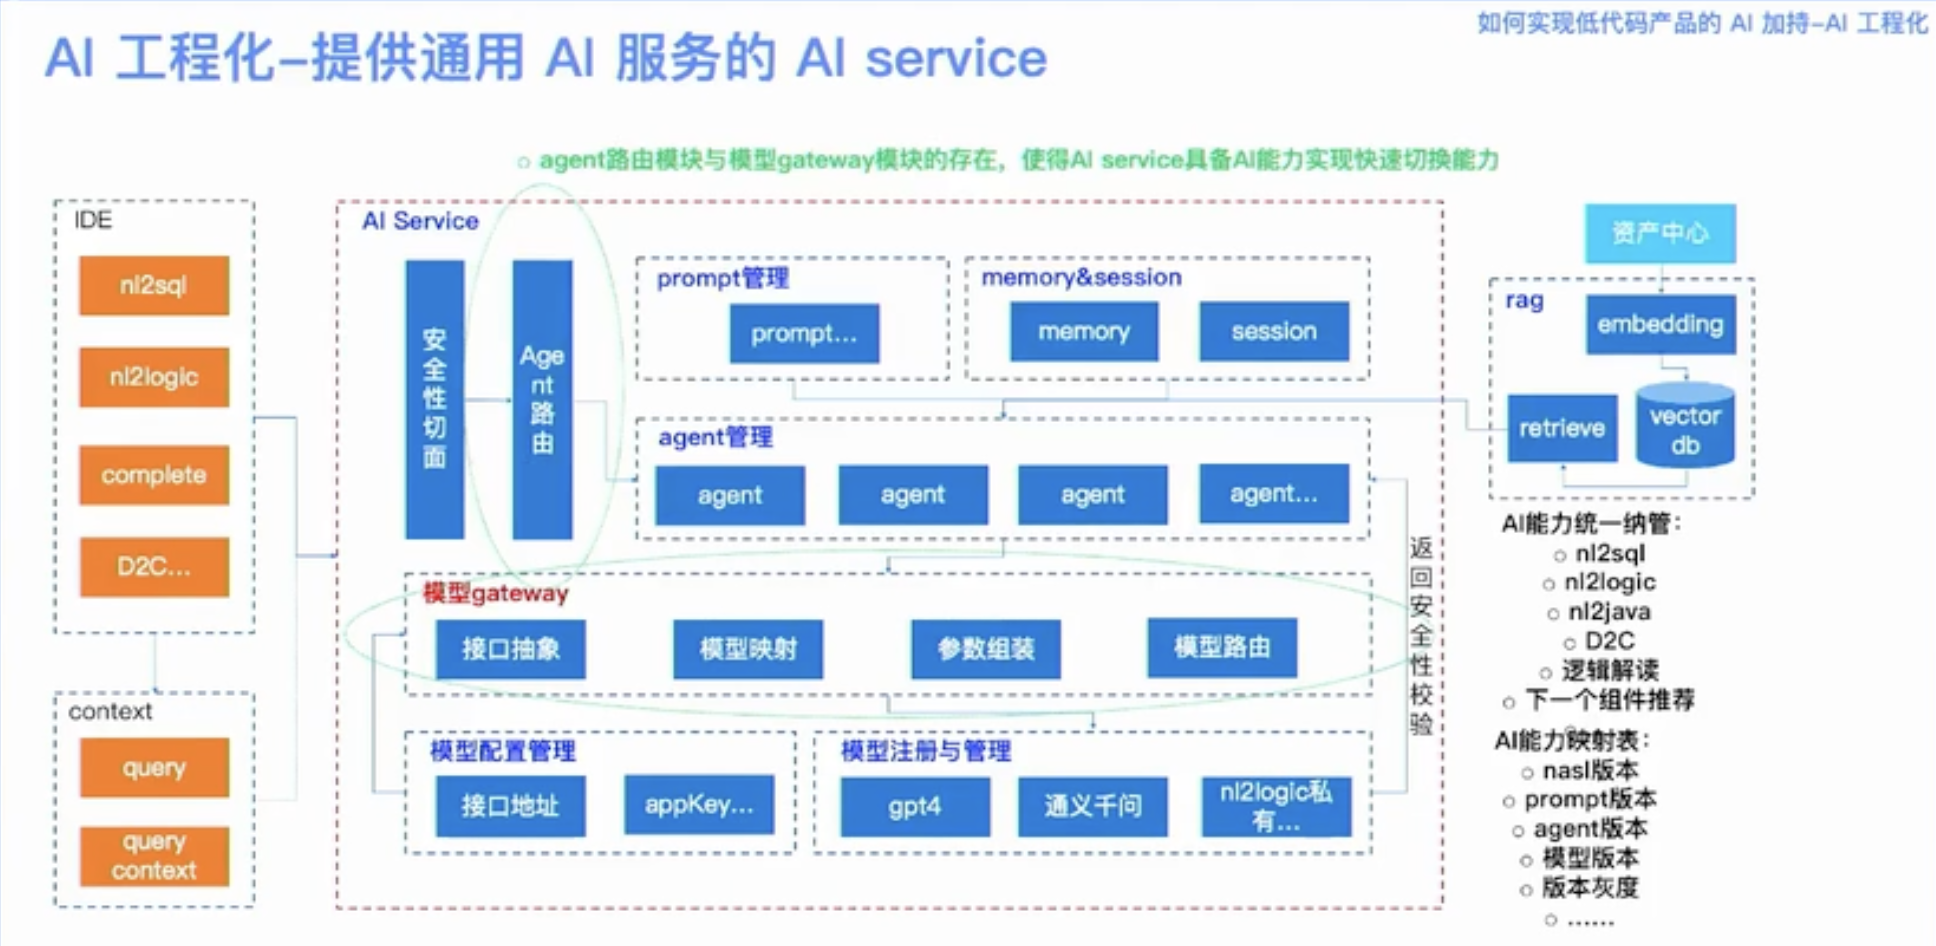 如何实现低代码产品的 AI 加持-AI 工程化
AI 工程化-提供通用 AI 服务的 AI service
○ agent路由模块与模型gateway模块的存在，使得AI service具备AI能力实现快速切换能力
IDE
nl2sql
nl2logic
complete
D2C...
context
query
query
context
AI Service
安
全
性
切
面
Age
nt
路
由
prompt管理
prompt...
memory&session
memory
session
agent管理
agent
agent
agent
agent...
模型gateway
接口抽象
模型映射
参数组装
模型路由
模型配置管理
接口地址
appKey...
模型注册与管理
gpt4
通义千问
nl2logic私
有...
返
回
安
全
性
校
验
资产中心
rag
embedding
retrieve
vector
db
AI能力统一纳管：
○ nl2sql
○ nl2logic
○ nl2java
○ D2C
○ 逻辑解读
○ 下一个组件推荐
○
AI能力映射表：
○ nasl版本
○ prompt版本
○ agent版本
○ 模型版本
○ 版本灰度
○ ......